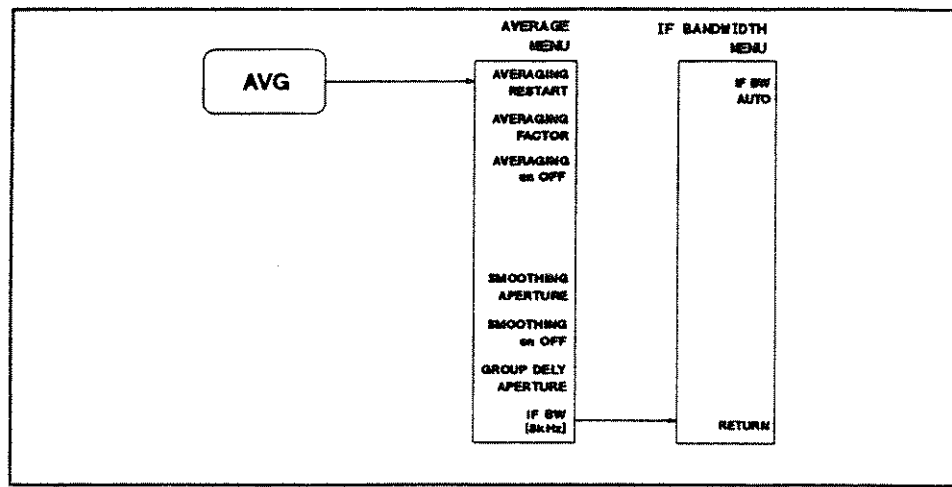 AVG
AVERAGE
MENU
AVERAGING
RESTART
AVERAGING
FACTOR
AVERAGING
on OFF
SMOOTHING
APERTURE
SMOOTHING
on OFF
GROUP DELY
APERTURE
IF BW
[8kHz]
IF BANDWIDTH
MENU
IF BW
AUTO
RETURN